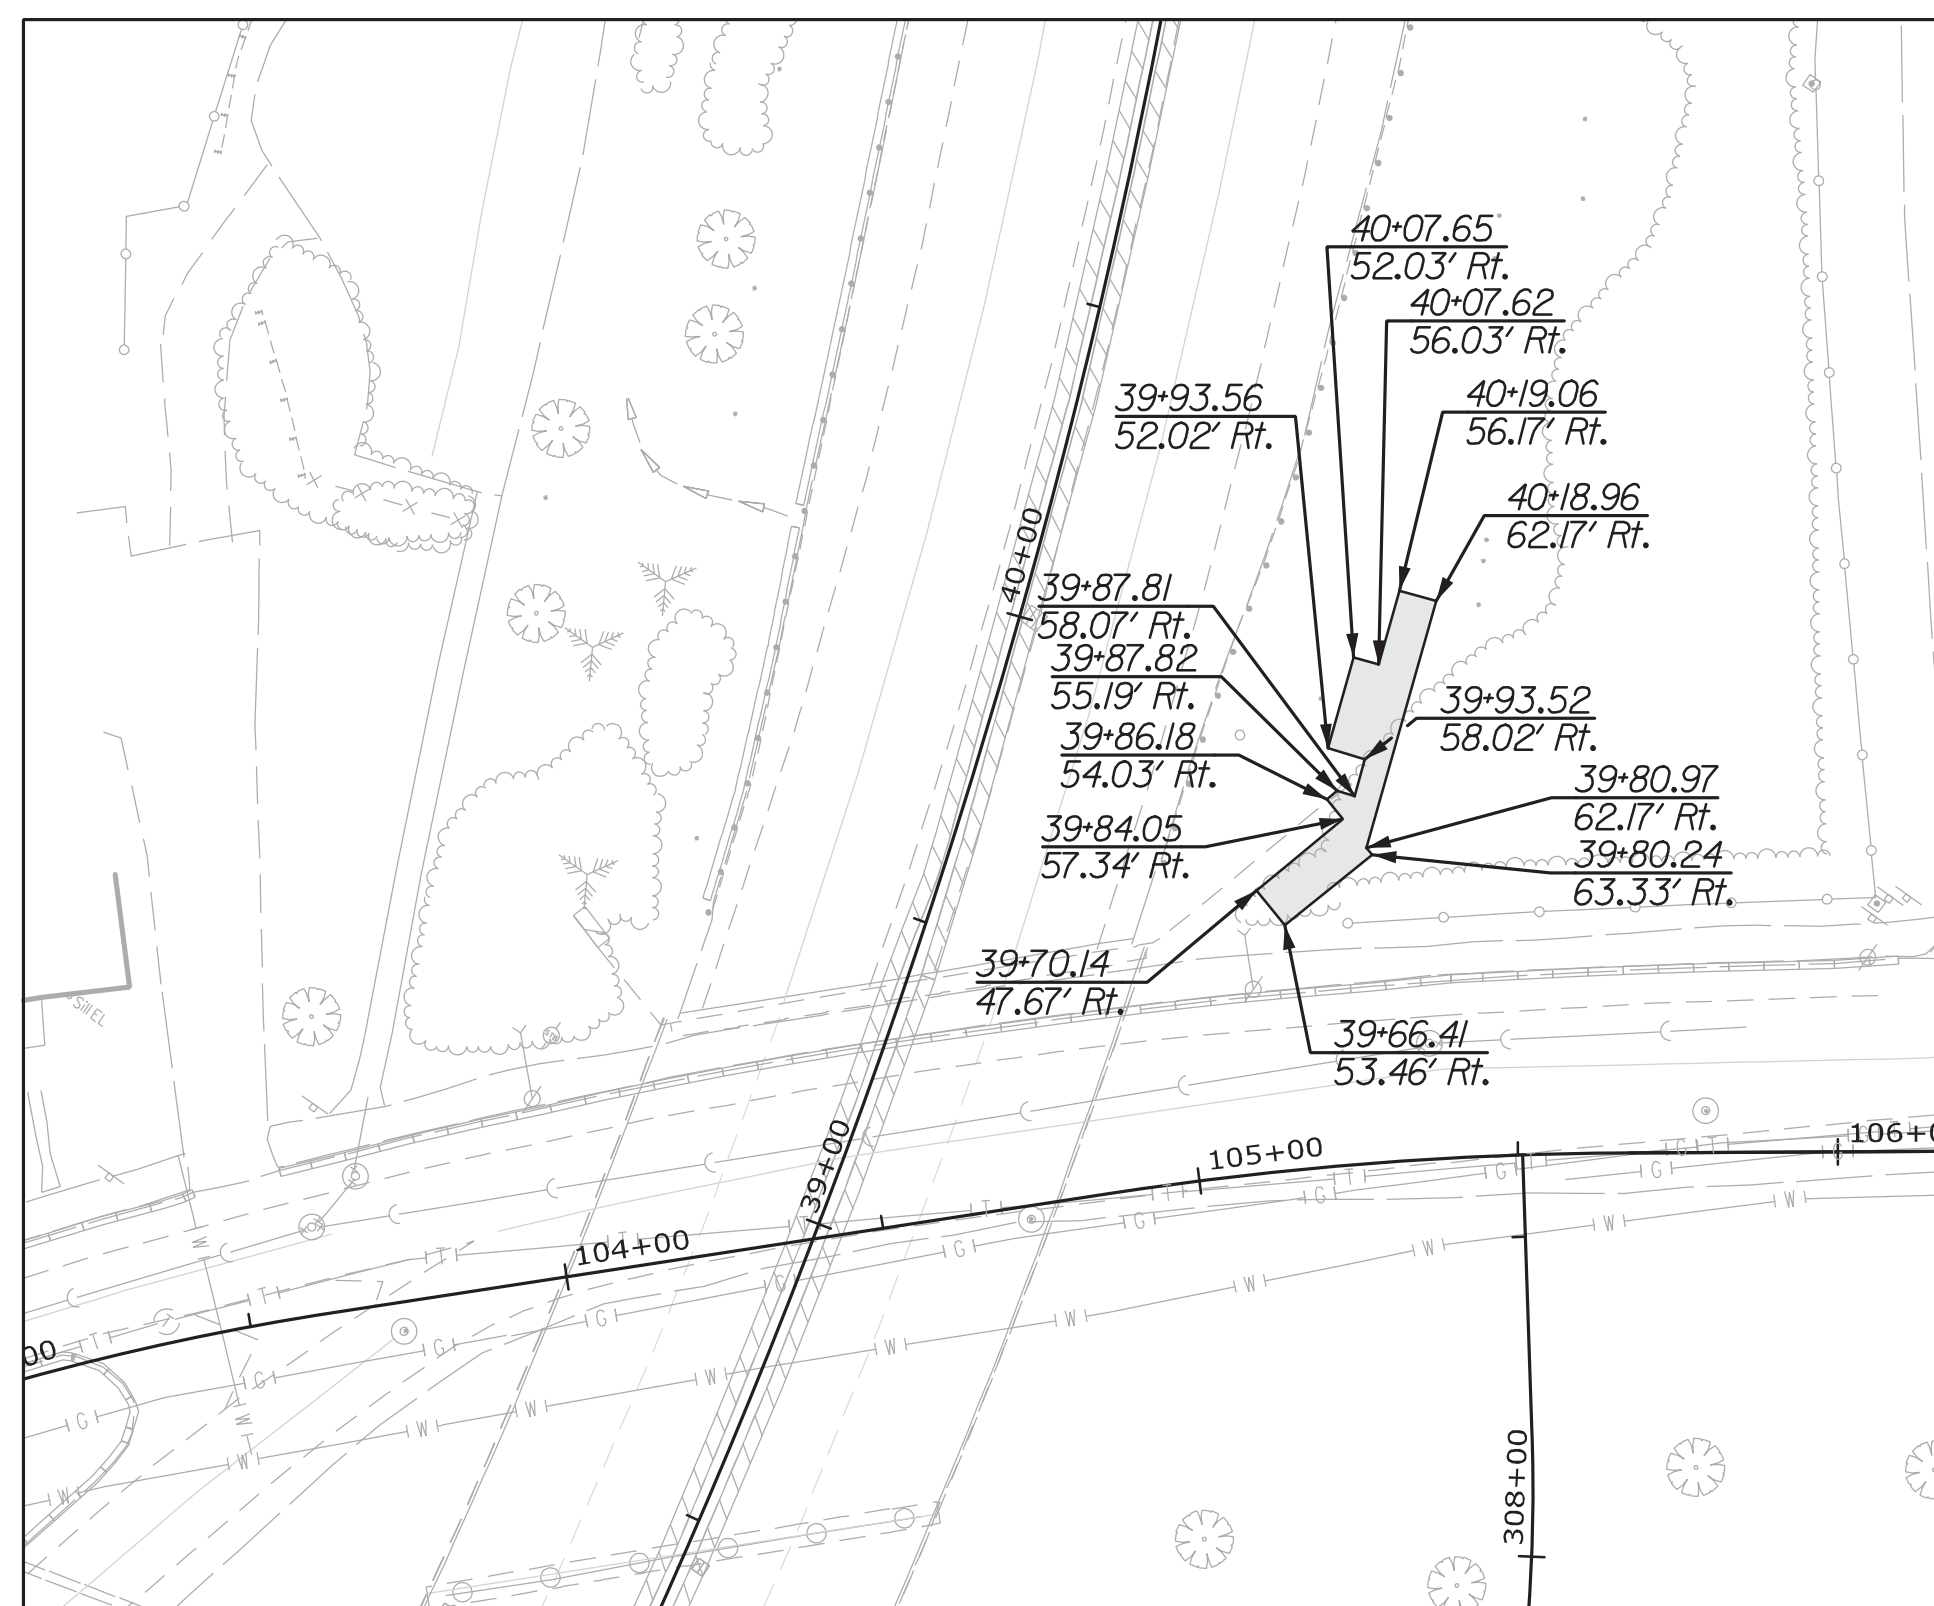 40+07.65
52.03' Rt.
40+07.62
56.03' Rt.
39+93.56
52.02' Rt.
40+19.06
56.17' Rt.
40+18.96
62.17' Rt.
40+00
39+87.81
58.07' Rt.
39+87.82
55.19' Rt.
39+93.52
58.02' Rt.
39+86.18
54.03' Rt.
39+80.97
62.17' Rt.
39+84.05
57.34' Rt.
39+80.24
63.33' Rt.
39+70.14
47.67' Rt.
Sill EL
39+66.41
53.46' Rt.
39+00
105+00
106+0
104+00
00
308+00
T T T T T T T T
G G G G G G G G G G
W W W W W W W W W W W